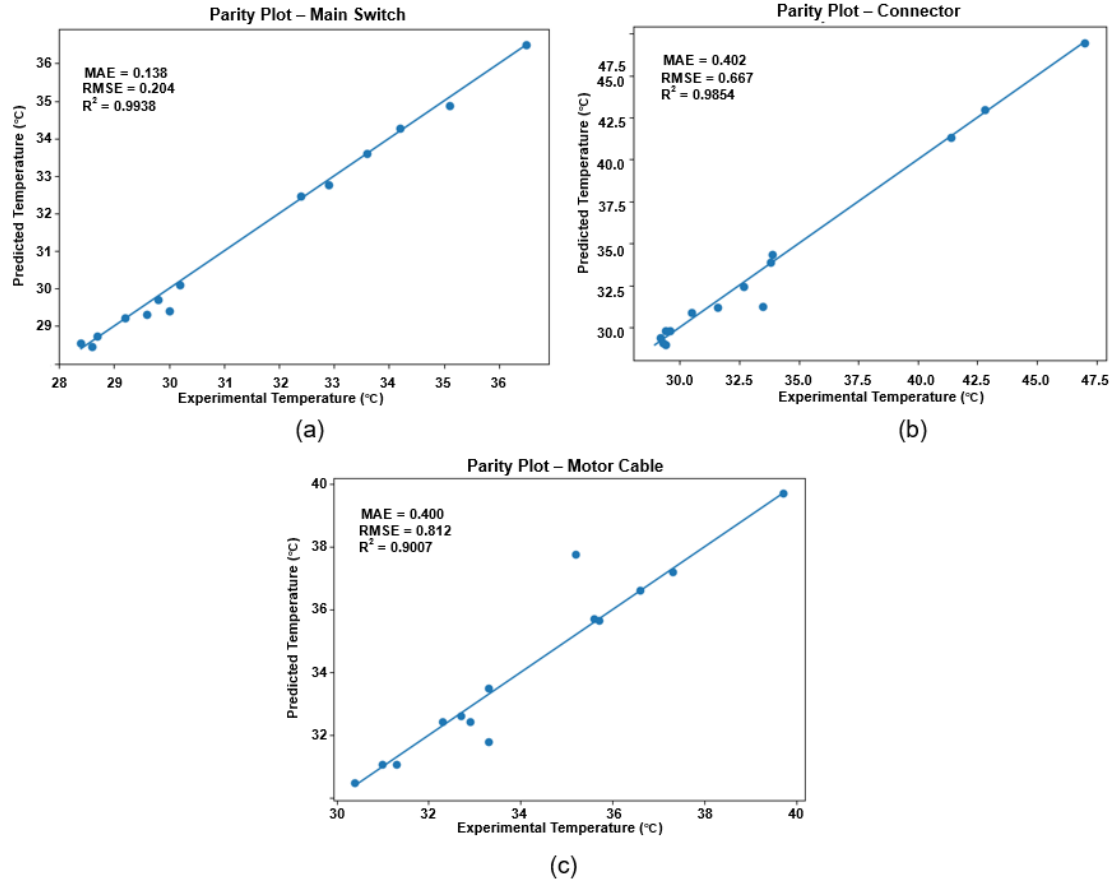 Parity Plot – Main Switch
MAE = 0.138
RMSE = 0.204
R² = 0.9938
Predicted Temperature (°C)
36
35
34
33
32
31
30
29
28 29 30 32 33 34 35 36
Experimental Temperature (°C)
(a)
Parity Plot – Connector
MAE = 0.402
RMSE = 0.667
R² = 0.9854
Predicted Temperature (°C)
47.5
45.0
42.5
40.0
37.5
35.0
32.5
30.0
30.0 32.5 35.0 37.5 40.0 42.5 45.0 47.5
Experimental Temperature (°C)
(b)
Parity Plot – Motor Cable
MAE = 0.400
RMSE = 0.812
R² = 0.9007
Predicted Temperature (°C)
40
38
36
34
32
30 32 34 36 38 40
Experimental Temperature (°C)
(c)